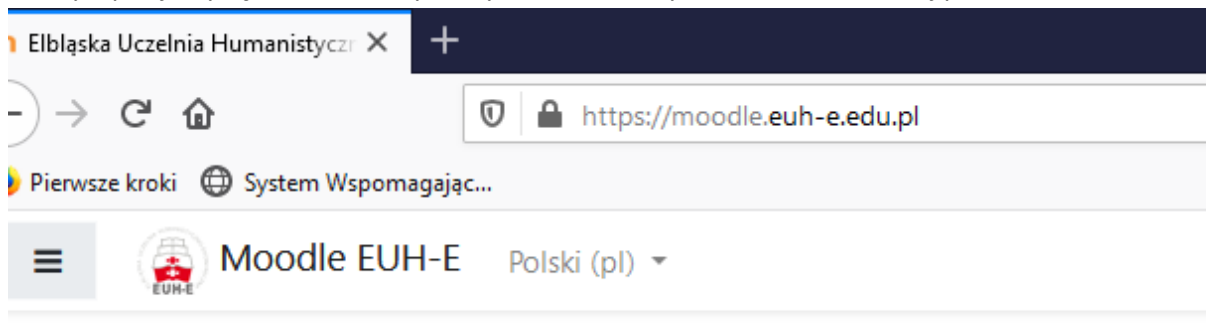 Elbląska Uczelnia Humanistyczn
https://moodle.euh-e.edu.pl
Pierwsze kroki System Wspomagając...
Moodle EUH-E Polski (pl)
EUH-E